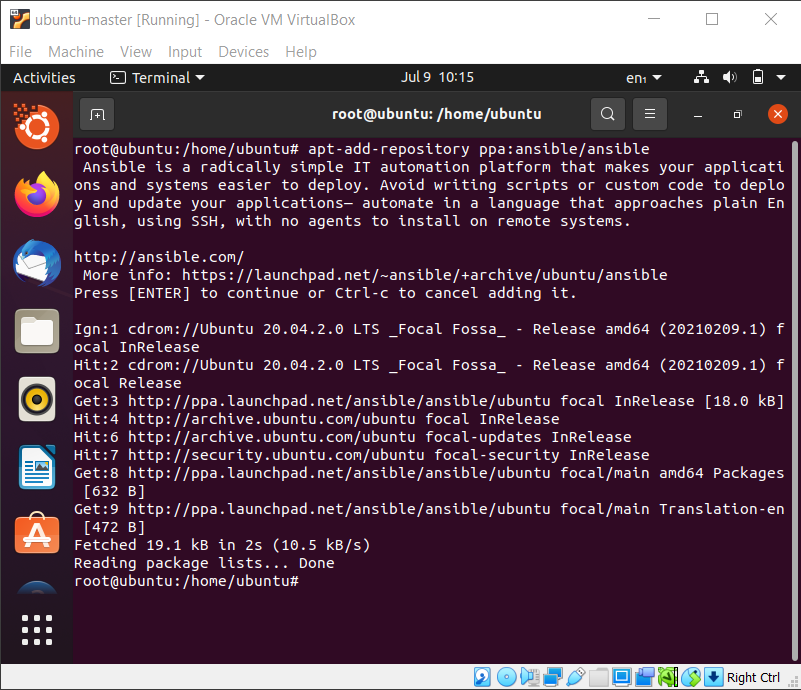 ubuntu-master [Running] - Oracle VM VirtualBox
File Machine View Input Devices Help
Activities Terminal Jul 9 10:15 en₁
root@ubuntu: /home/ubuntu
root@ubuntu:/home/ubuntu# apt-add-repository ppa:ansible/ansible
Ansible is a radically simple IT automation platform that makes your applicati
ons and systems easier to deploy. Avoid writing scripts or custom code to deplo
y and update your applications— automate in a language that approaches plain En
glish, using SSH, with no agents to install on remote systems.
http://ansible.com/
More info: https://launchpad.net/~ansible/+archive/ubuntu/ansible
Press [ENTER] to continue or Ctrl-c to cancel adding it.
Ign:1 cdrom://Ubuntu 20.04.2.0 LTS _Focal Fossa_ - Release amd64 (20210209.1) f
ocal InRelease
Hit:2 cdrom://Ubuntu 20.04.2.0 LTS _Focal Fossa_ - Release amd64 (20210209.1) f
ocal Release
Get:3 http://ppa.launchpad.net/ansible/ansible/ubuntu focal InRelease [18.0 kB]
Hit:4 http://archive.ubuntu.com/ubuntu focal InRelease
Hit:6 http://archive.ubuntu.com/ubuntu focal-updates InRelease
Hit:7 http://security.ubuntu.com/ubuntu focal-security InRelease
Get:8 http://ppa.launchpad.net/ansible/ansible/ubuntu focal/main amd64 Packages
[632 B]
Get:9 http://ppa.launchpad.net/ansible/ansible/ubuntu focal/main Translation-en
[472 B]
Fetched 19.1 kB in 2s (10.5 kB/s)
Reading package lists... Done
root@ubuntu:/home/ubuntu#
Right Ctrl